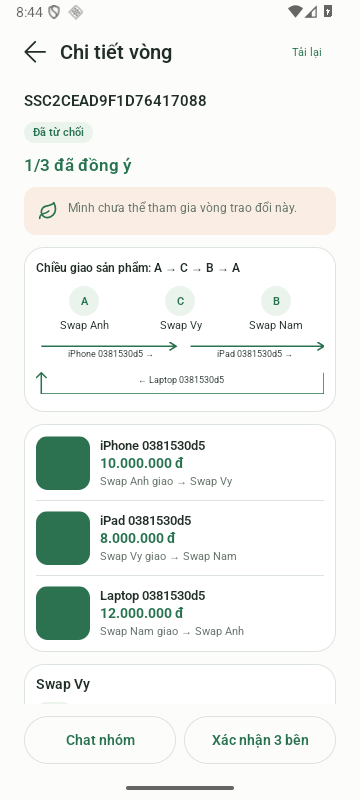 8:44
Chi tiết vòng
Tải lại
SSC2CEAD9F1D76417088
Đã từ chối
1/3 đã đồng ý
Mình chưa thể tham gia vòng trao đổi này.
Chiều giao sản phẩm: A → C → B → A
A
C
B
Swap Anh
Swap Vy
Swap Nam
iPhone 0381530d5 →
iPad 0381530d5 →
← Laptop 0381530d5
iPhone 0381530d5
10.000.000 đ
Swap Anh giao → Swap Vy
iPad 0381530d5
8.000.000 đ
Swap Vy giao → Swap Nam
Laptop 0381530d5
12.000.000 đ
Swap Nam giao → Swap Anh
Swap Vy
Chat nhóm
Xác nhận 3 bên